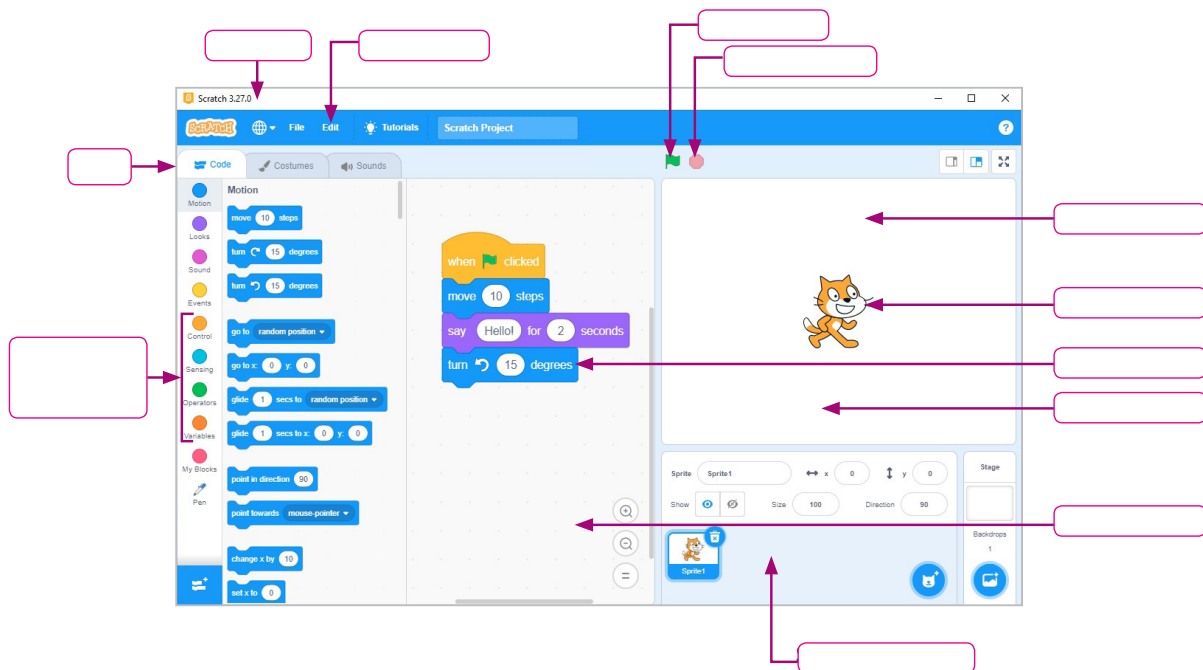 Scratch 3.27.0
SCRATCH File Edit Tutorials Scratch Project ?
Code Costumes Sounds
Motion
Looks
Sound
Events
Control
Sensing
Operators
Variables
My Blocks
Pen
Motion
move 10 steps
turn 15 degrees
turn 15 degrees
go to random position
go to x: 0 y: 0
glide 1 secs to random position
glide 1 secs to x: 0 y: 0
point in direction 90
point towards mouse-pointer
change x by 10
set x to 0
when clicked
move 10 steps
say Hello! for 2 seconds
turn 15 degrees
Sprite Sprite1 x 0 y 0
Show Size 100 Direction 90
Sprite1
Stage
Backdrops
1